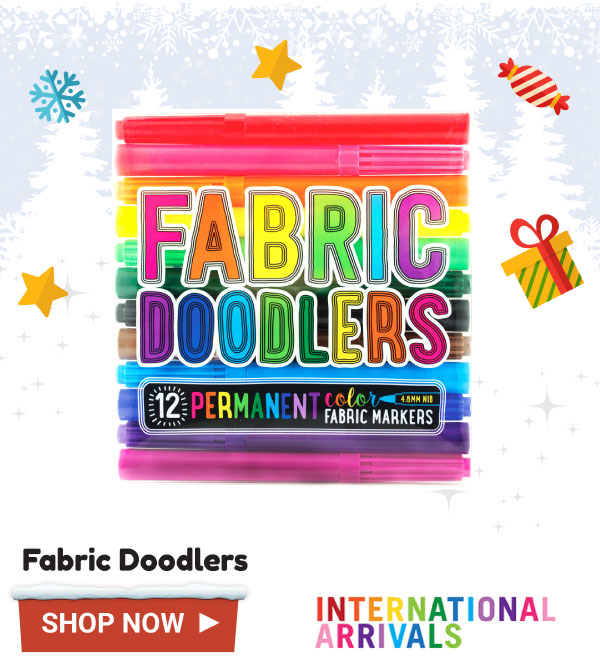 FABRIC
DOODLERS
12 PERMANENT color 4.8MM NIB
FABRIC MARKERS
Fabric Doodlers
SHOP NOW
INTERNATIONAL
ARRIVALS